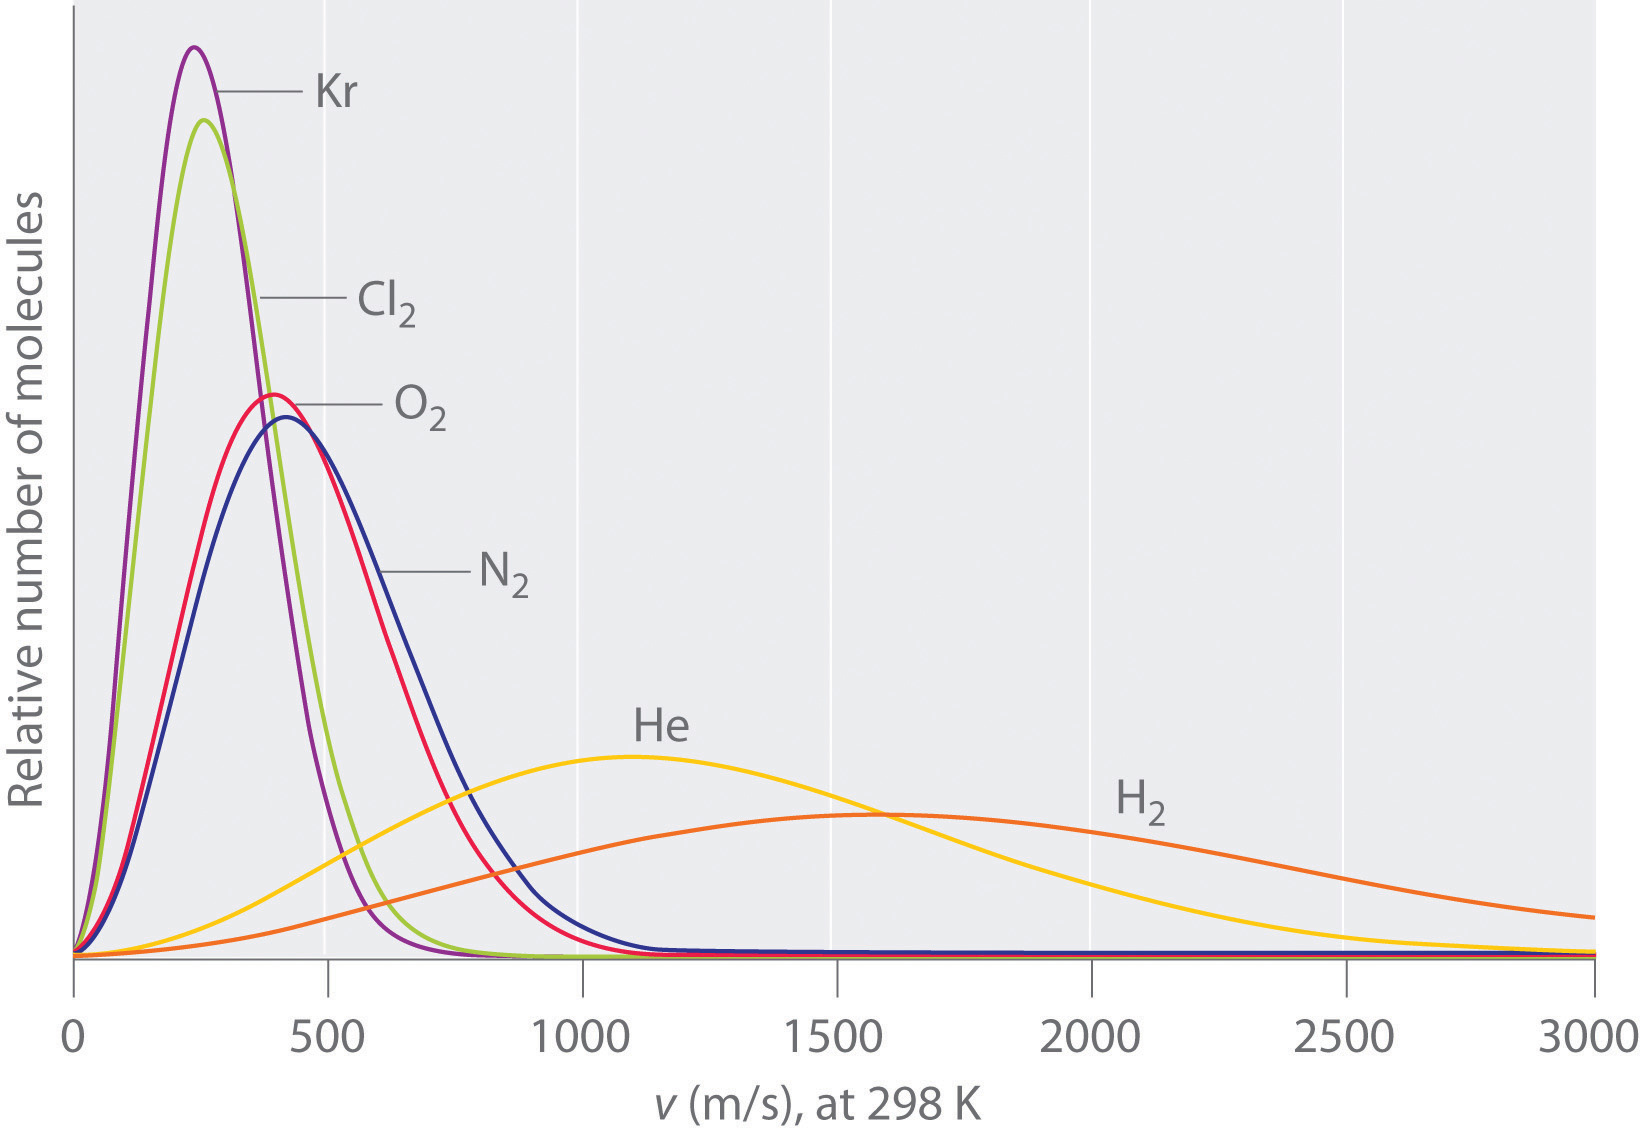 Relative number of molecules
Kr
Cl₂
O₂
N₂
He
H₂
0 500 1000 1500 2000 2500 3000
v (m/s), at 298 K